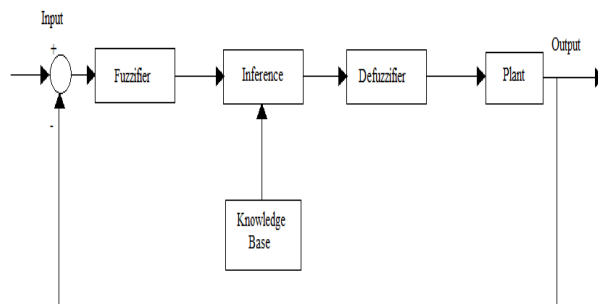 Input
Output
+
Fuzzifier
Inference
Defuzzifier
Plant
-
Knowledge
Base